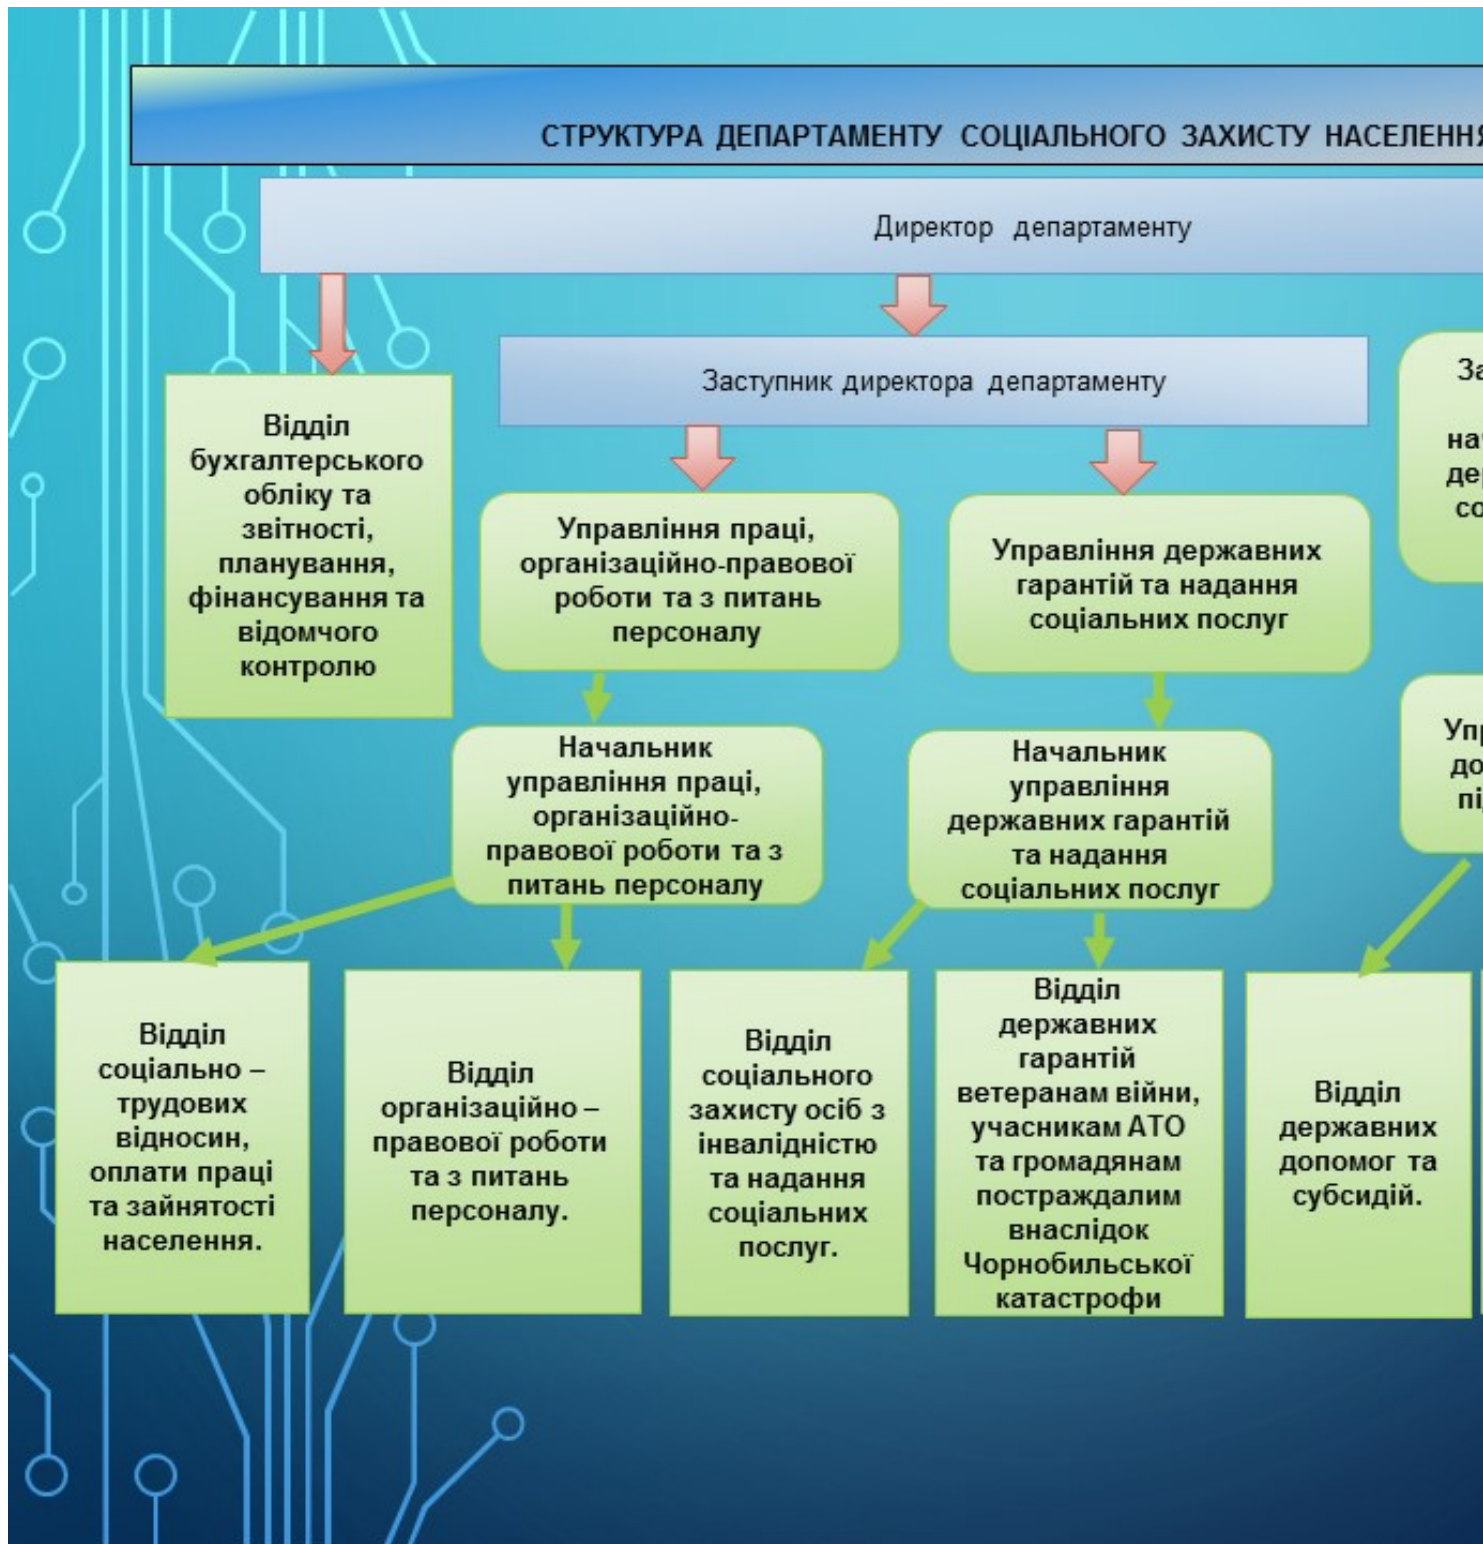 СТРУКТУРА ДЕПАРТАМЕНТУ СОЦІАЛЬНОГО ЗАХИСТУ НАСЕЛЕННЯ
Директор департаменту
Заступник директора департаменту
Відділ
бухгалтерського
обліку та
звітності,
планування,
фінансування та
відомчого
контролю
Управління праці,
організаційно-правової
роботи та з питань
персоналу
Управління державних
гарантій та надання
соціальних послуг
Начальник
управління праці,
організаційно-
правової роботи та з
питань персоналу
Начальник
управління
державних гарантій
та надання
соціальних послуг
Відділ
соціально –
трудових
відносин,
оплати праці
та зайнятості
населення.
Відділ
організаційно –
правової роботи
та з питань
персоналу.
Відділ
соціального
захисту осіб з
інвалідністю
та надання
соціальних
послуг.
Відділ
державних
гарантій
ветеранам війни,
учасникам АТО
та громадянам
постраждалим
внаслідок
Чорнобильської
катастрофи
Відділ
державних
допомог та
субсидій.